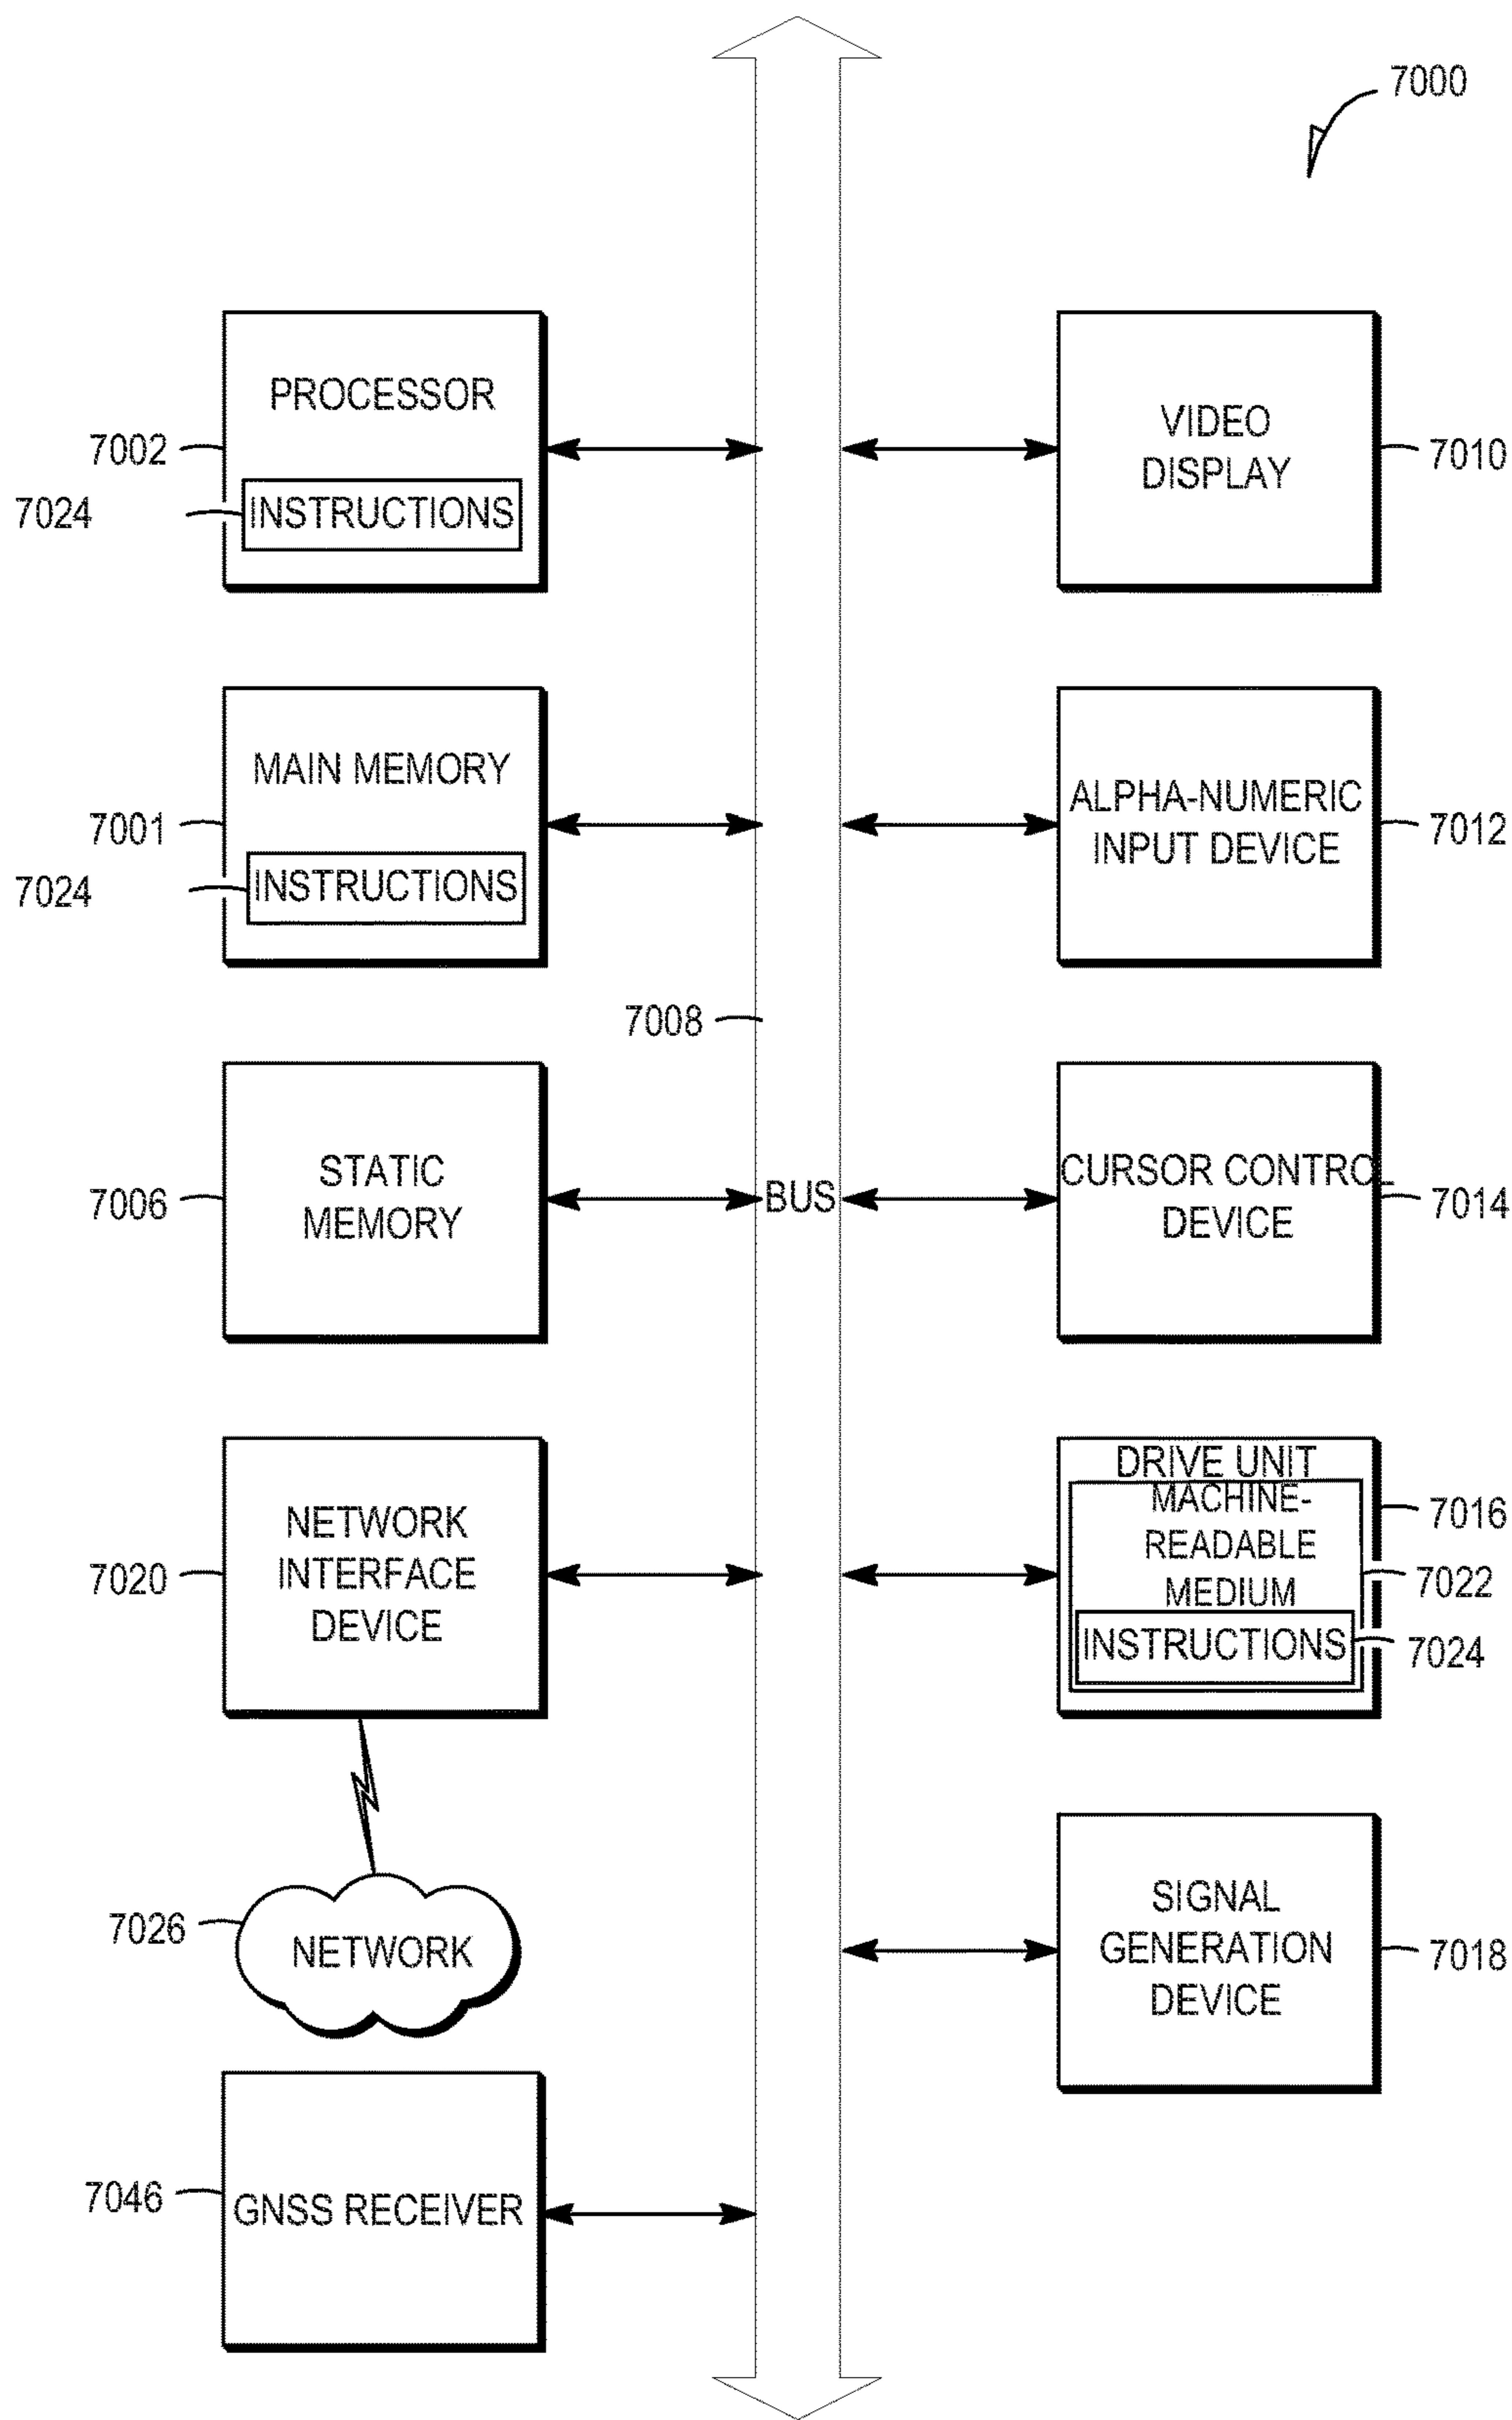 7000
PROCESSOR
7002
7024
INSTRUCTIONS
VIDEO
DISPLAY
7010
MAIN MEMORY
7001
7024
INSTRUCTIONS
ALPHA-NUMERIC
INPUT DEVICE
7012
7008
STATIC
MEMORY
7006
BUS
CURSOR CONTROL
DEVICE
7014
NETWORK
INTERFACE
DEVICE
7020
DRIVE UNIT
MACHINE-
READABLE
MEDIUM
INSTRUCTIONS
7016
7022
7024
7026
NETWORK
SIGNAL
GENERATION
DEVICE
7018
7046
GNSS RECEIVER